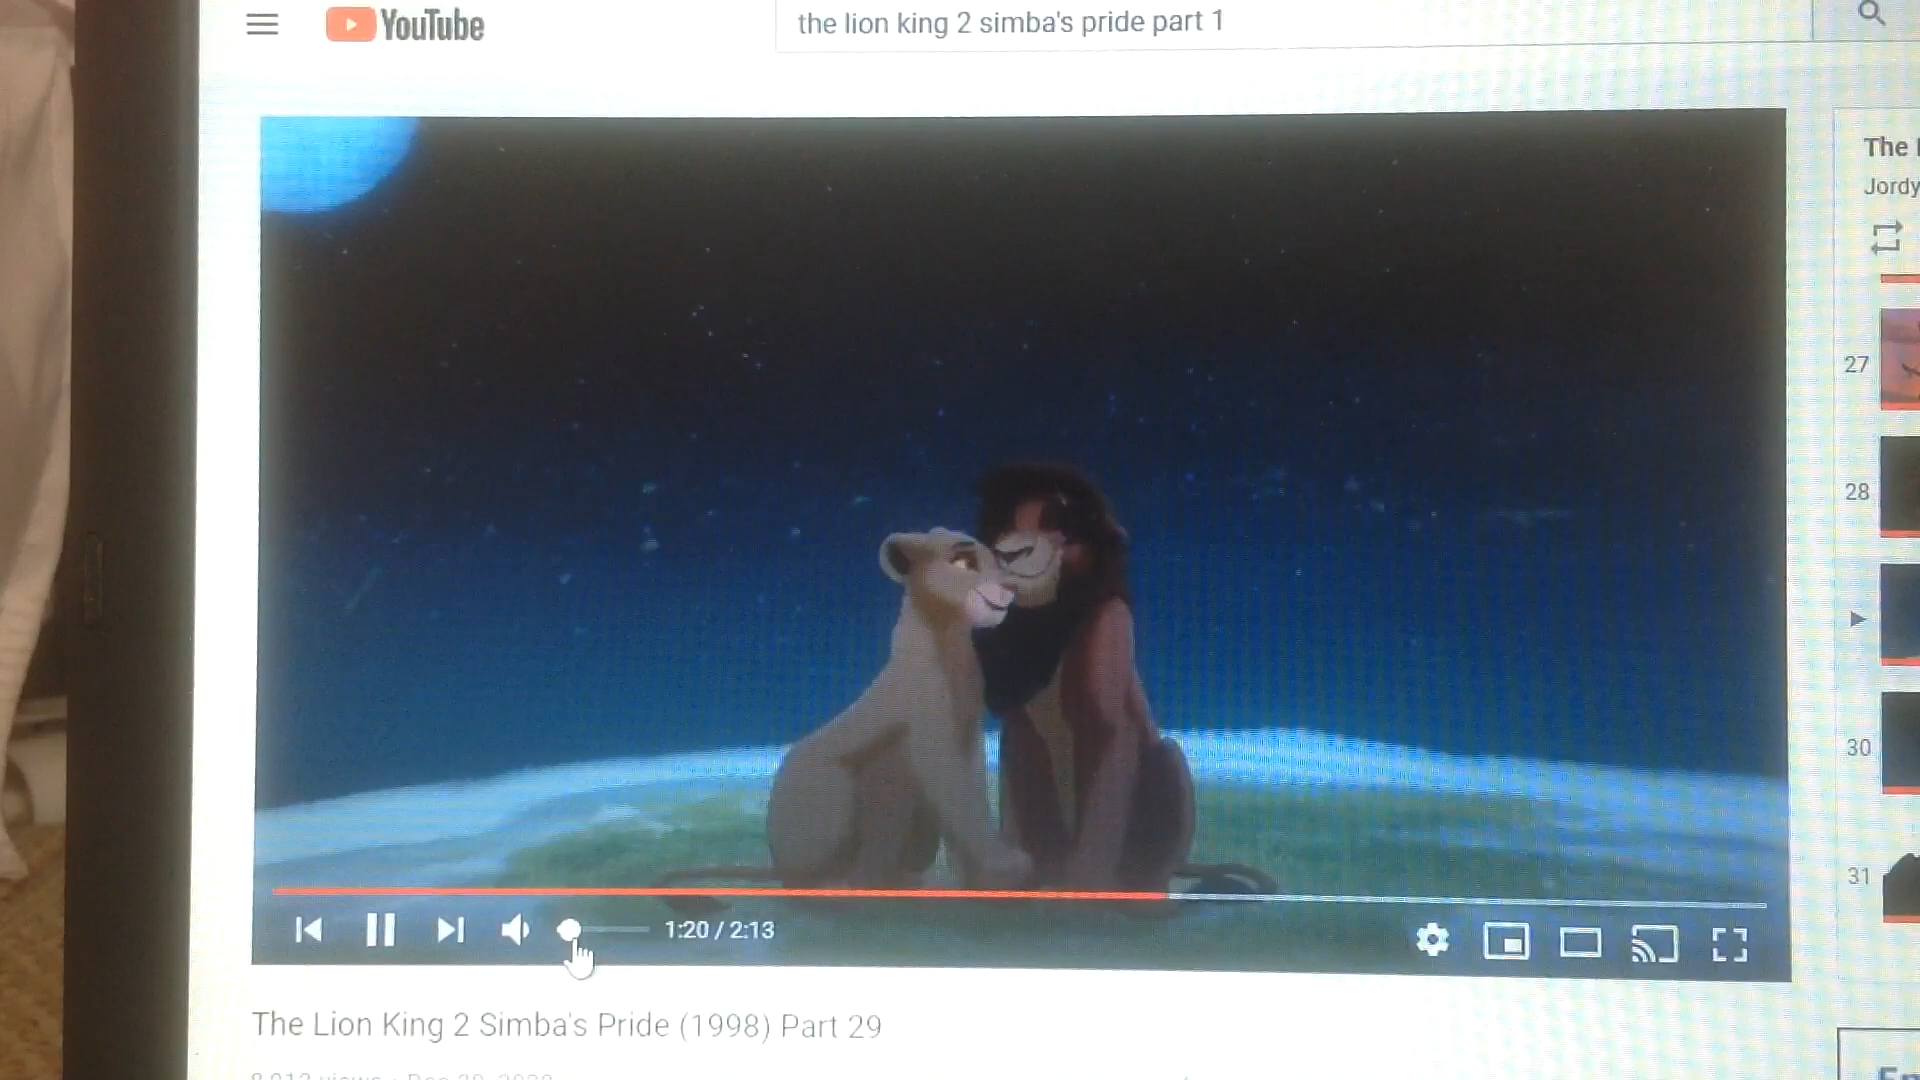 YouTube
the lion king 2 simba's pride part 1
The
Jordy
27
28
30
31
1:20 / 2:13
The Lion King 2 Simba's Pride (1998) Part 29